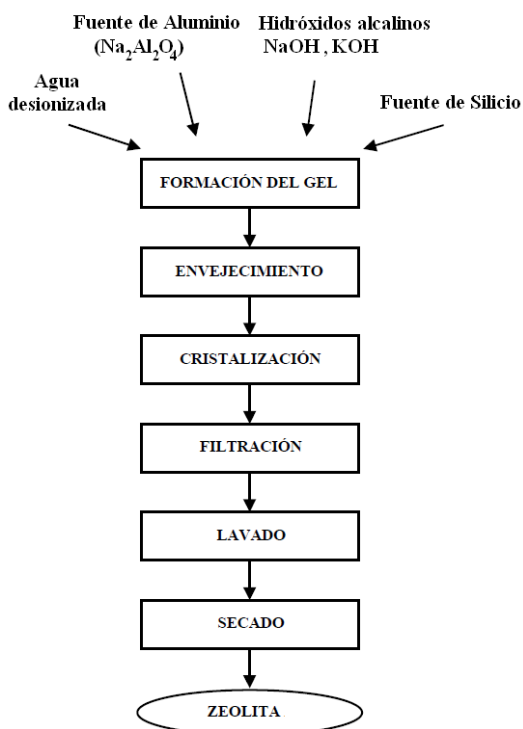 Fuente de Aluminio
(Na₂Al₂O₄)
Hidróxidos alcalinos
NaOH , KOH
Agua
desionizada
Fuente de Silicio
FORMACIÓN DEL GEL
ENVEJECIMIENTO
CRISTALIZACIÓN
FILTRACIÓN
LAVADO
SECADO
ZEOLITA